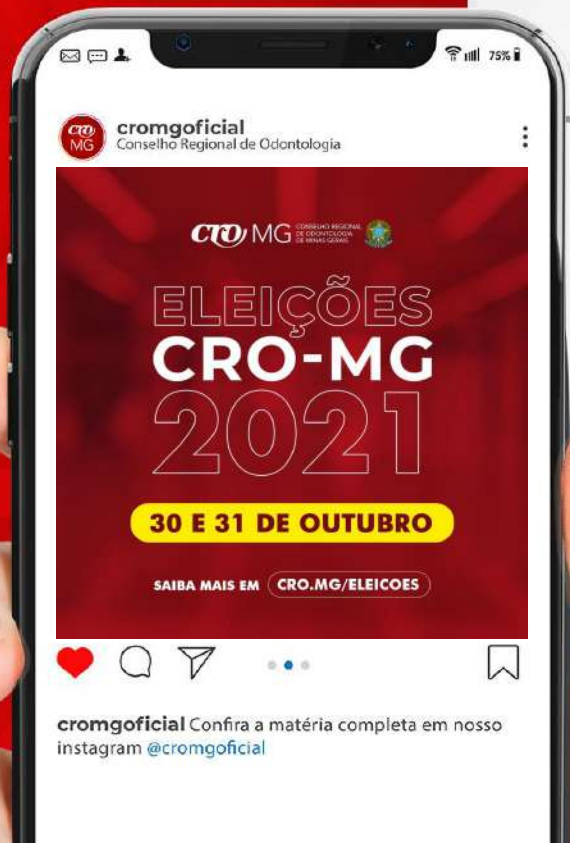 75%
cro
MG
cromgoficial
Conselho Regional de Odontologia
cro MG CONSELHO REGIONAL
DE ODONTOLOGIA
DE MINAS GERAIS
ELEIÇÕES
CRO-MG
2021
30 E 31 DE OUTUBRO
SAIBA MAIS EM CRO.MG/ELEICOES
cromgoficial Confira a matéria completa em nosso
instagram @cromgoficial